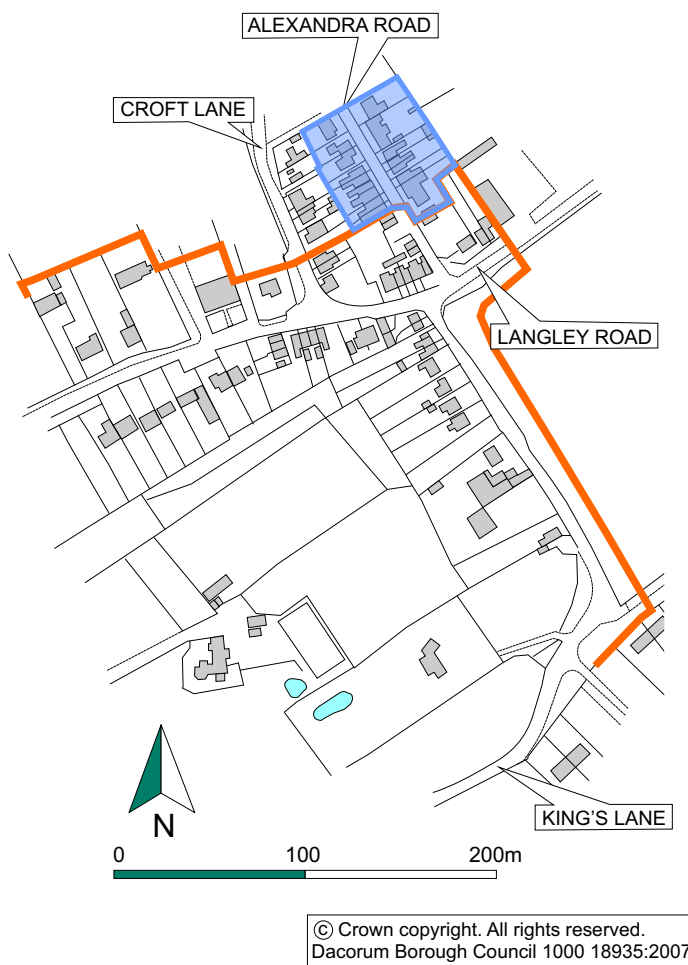 ALEXANDRA ROAD
CROFT LANE
LANGLEY ROAD
KING'S LANE
N
0 100 200m
© Crown copyright. All rights reserved.
Dacorum Borough Council 1000 18935:2007